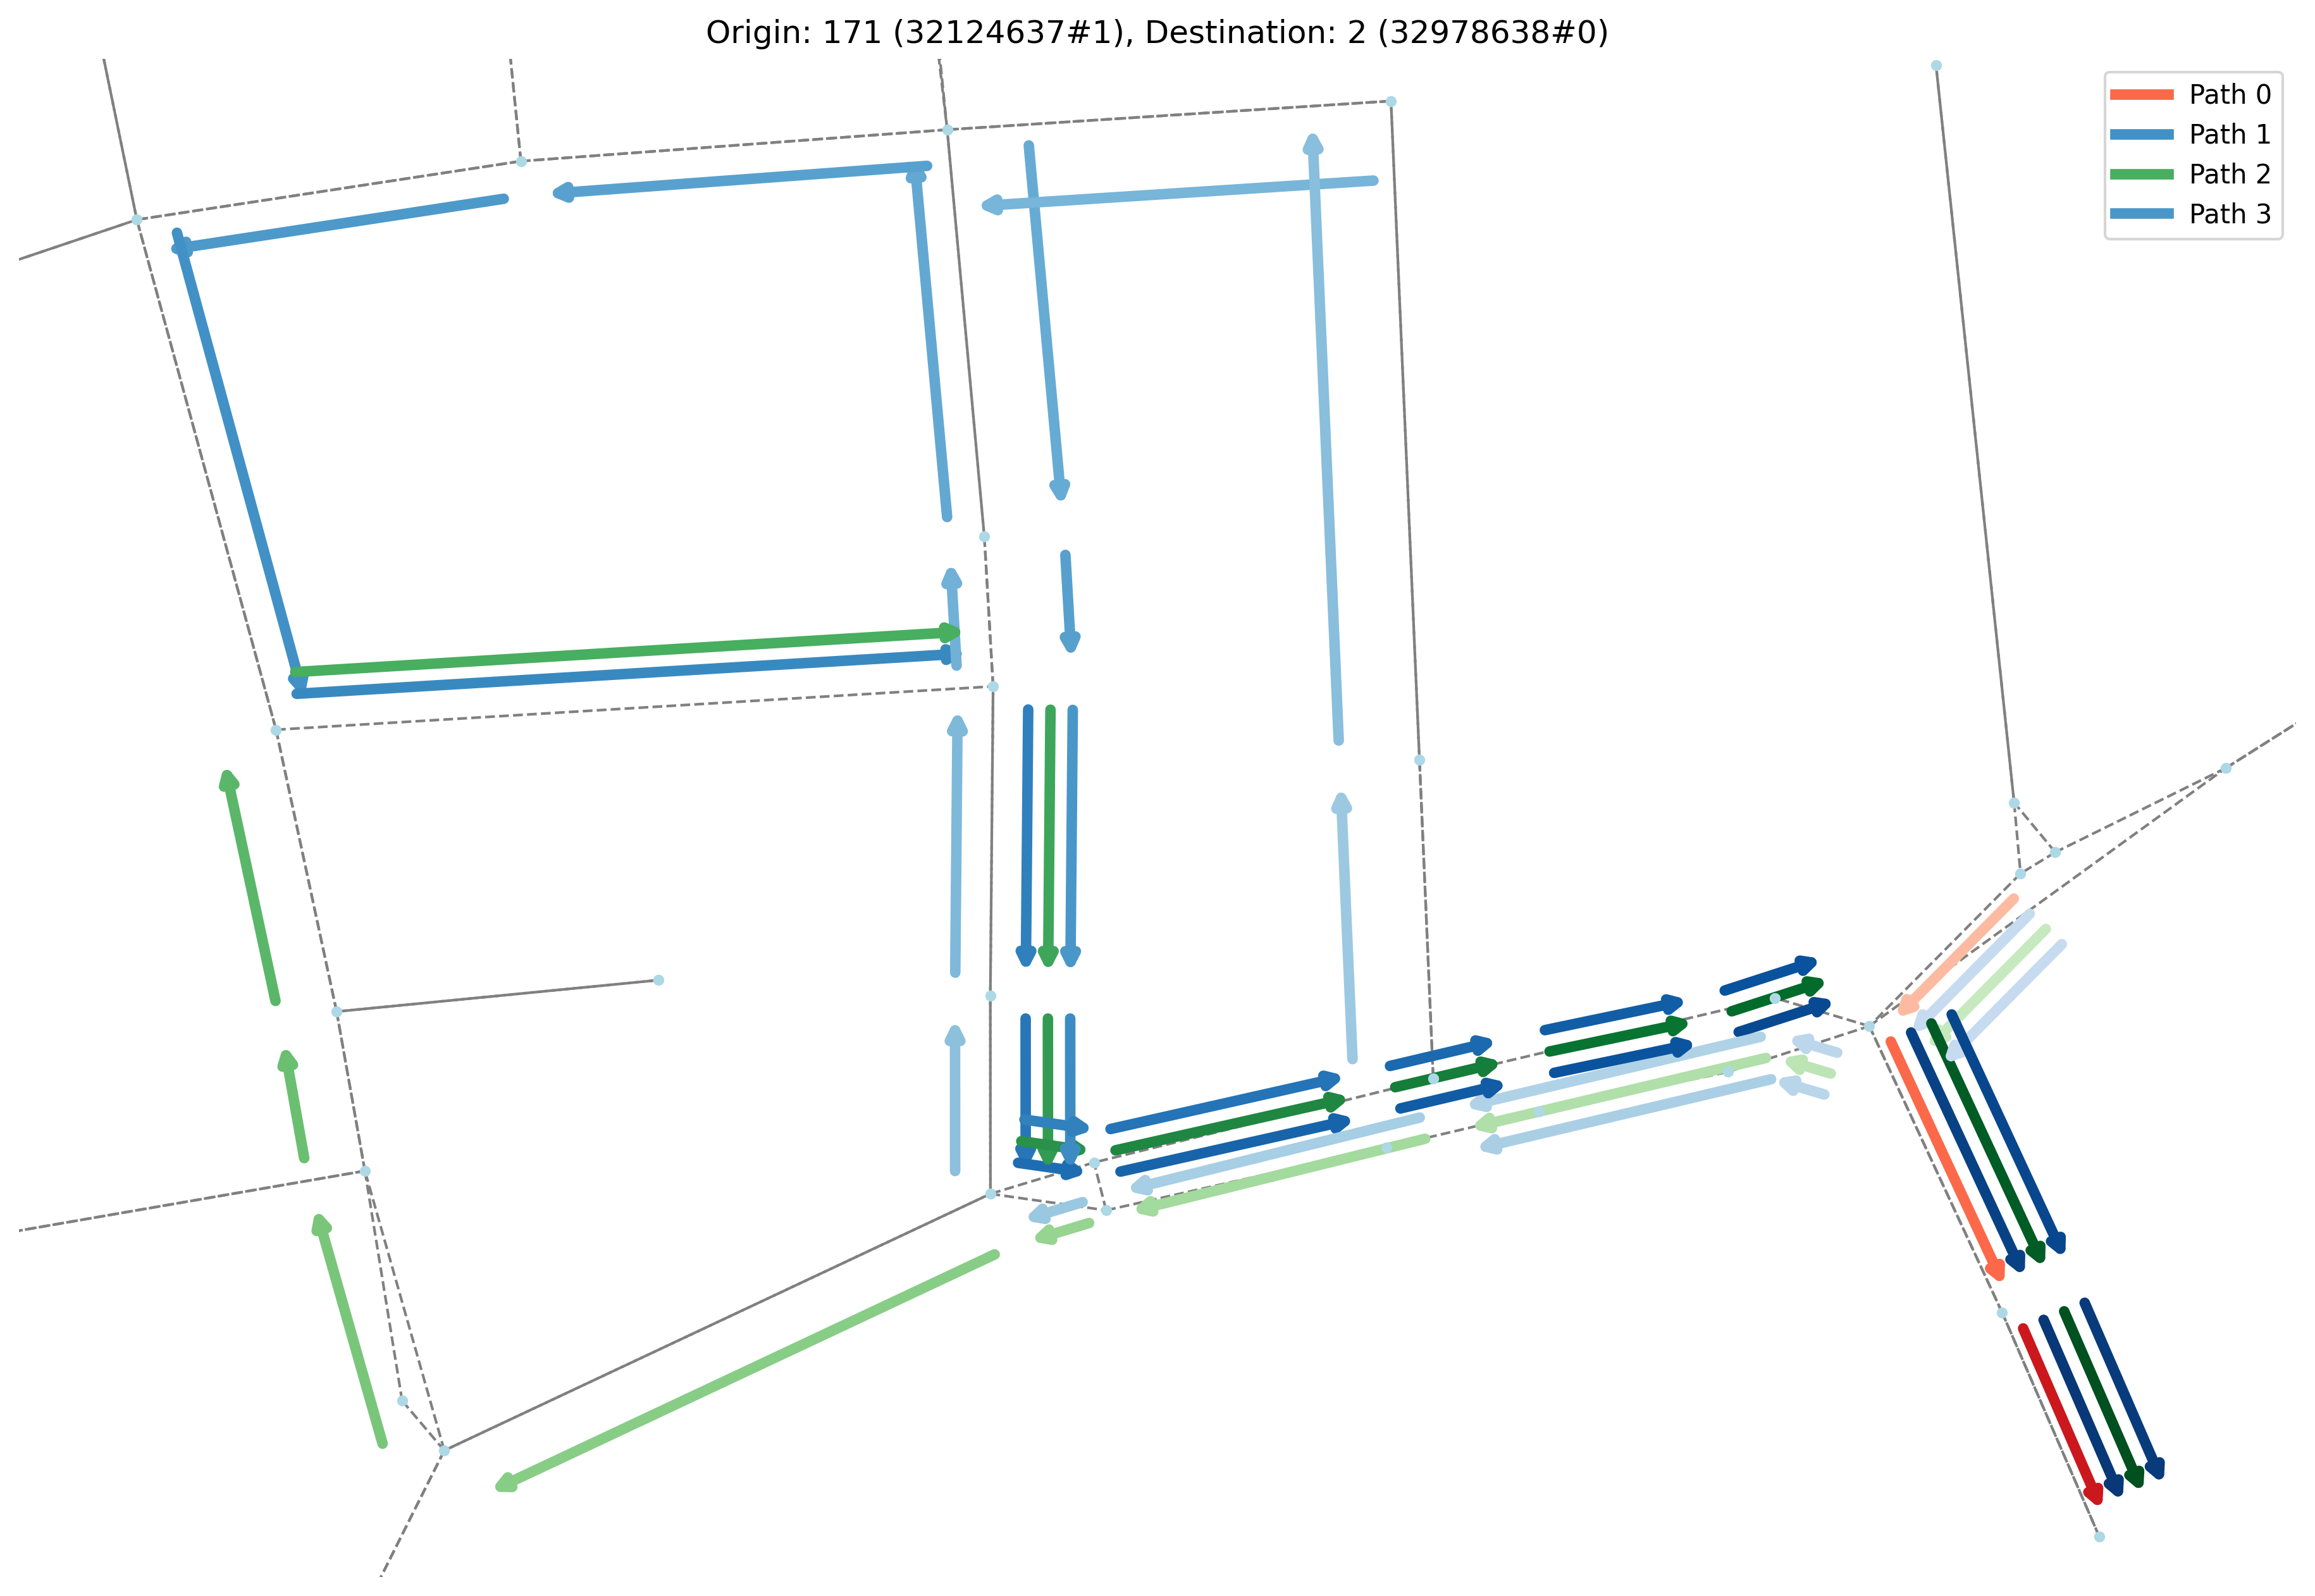 Origin: 171 (32124637#1), Destination: 2 (32978638#0)
Path 0
Path 1
Path 2
Path 3